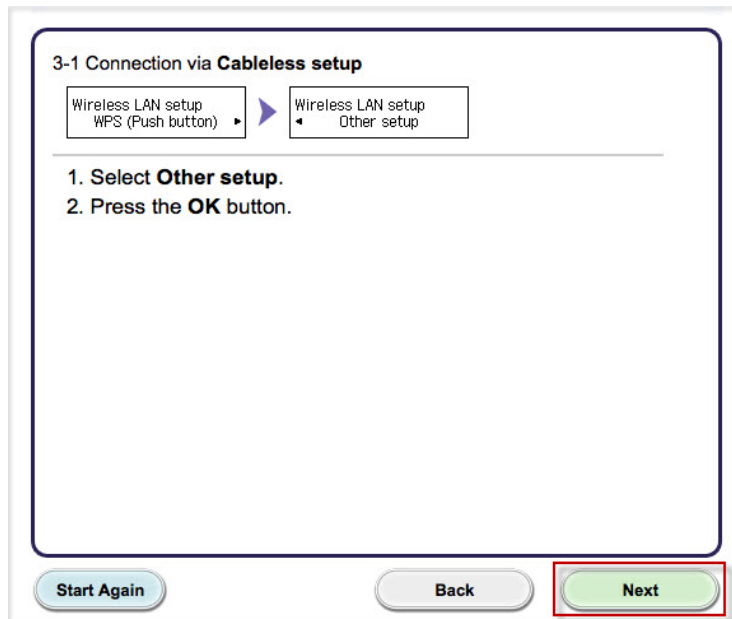 3-1 Connection via Cableless setup
Wireless LAN setup
WPS (Push button)
Wireless LAN setup
Other setup
1. Select Other setup.
2. Press the OK button.
Start Again
Back
Next